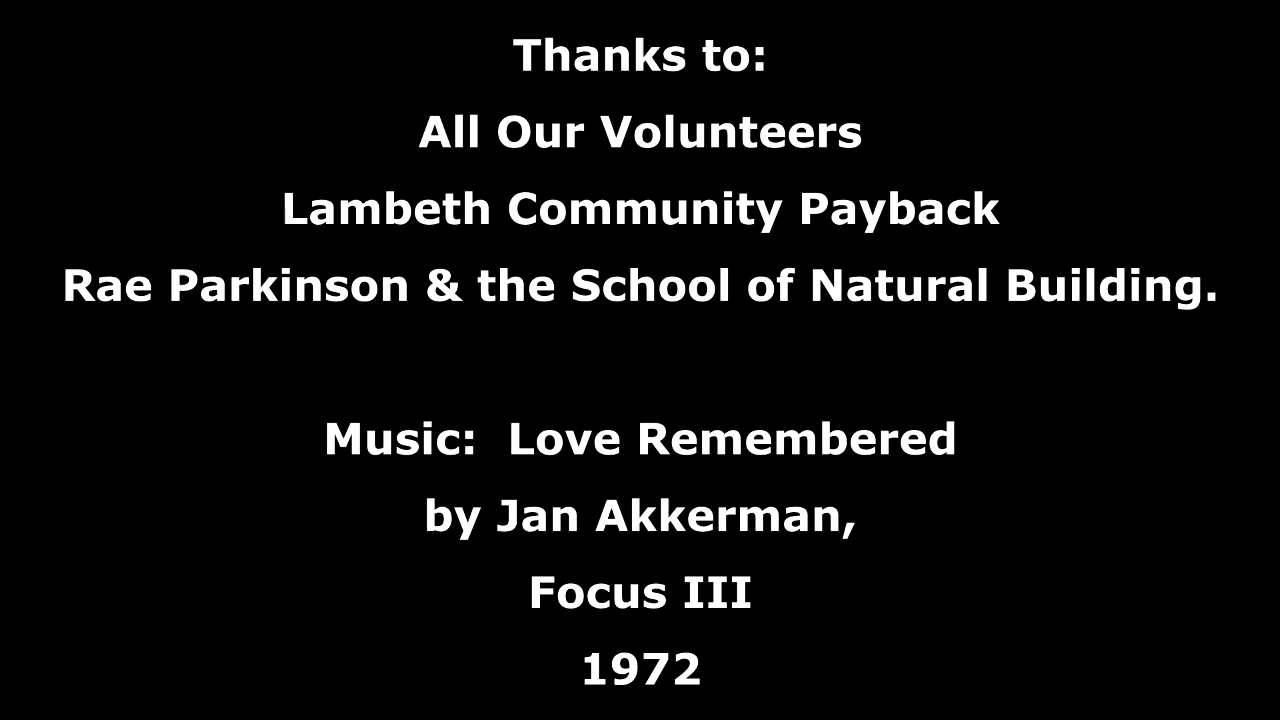 Thanks to:
All Our Volunteers
Lambeth Community Payback
Rae Parkinson & the School of Natural Building.
Music:  Love Remembered
by Jan Akkerman,
Focus III
1972